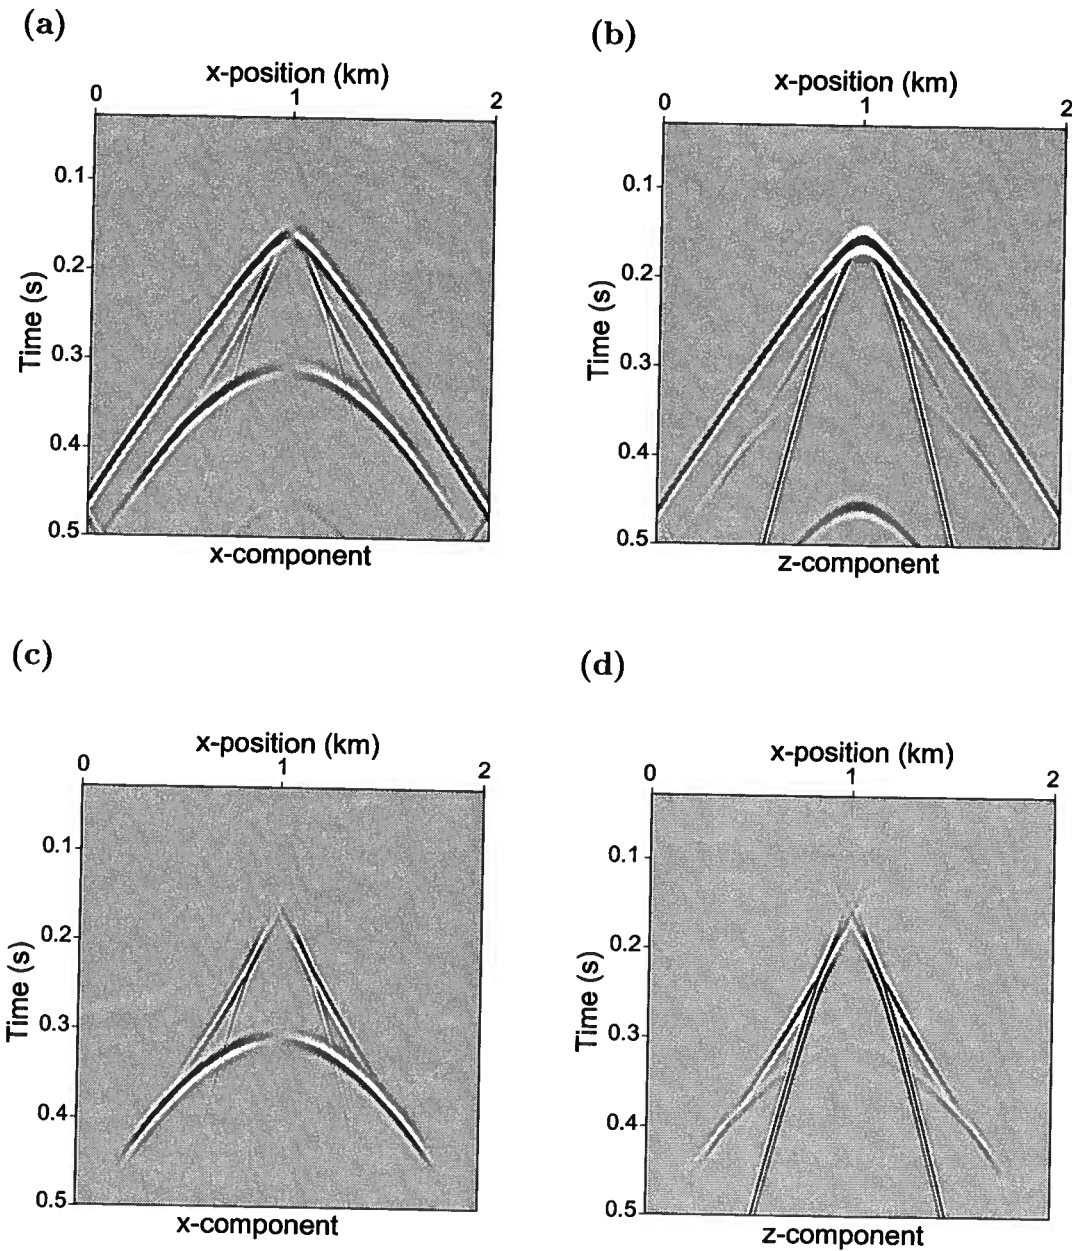 (a)
(b)
x-position (km)
0 1 2
0.1
0.2
0.3
0.4
0.5
Time (s)
x-component
x-position (km)
0 1 2
0.1
0.2
0.3
0.4
0.5
Time (s)
z-component
(c)
(d)
x-position (km)
0 1 2
0.1
0.2
0.3
0.4
0.5
Time (s)
x-component
x-position (km)
0 1 2
0.1
0.2
0.3
0.4
0.5
Time (s)
z-component